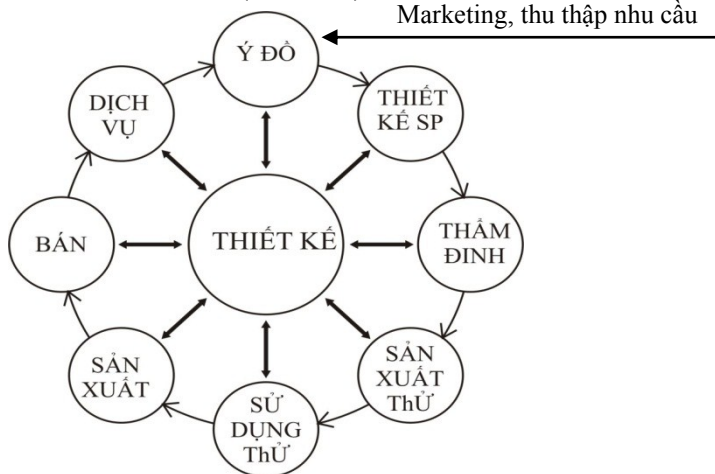 Marketing, thu thập nhu cầu
Ý ĐỒ
DỊCH
VỤ
THIẾT
KẾ SP
BÁN
THIẾT KẾ
THẨM
ĐINH
SẢN
XUẤT
SẢN
XUẤT
ThỬ
SỬ
DỤNG
ThỬ